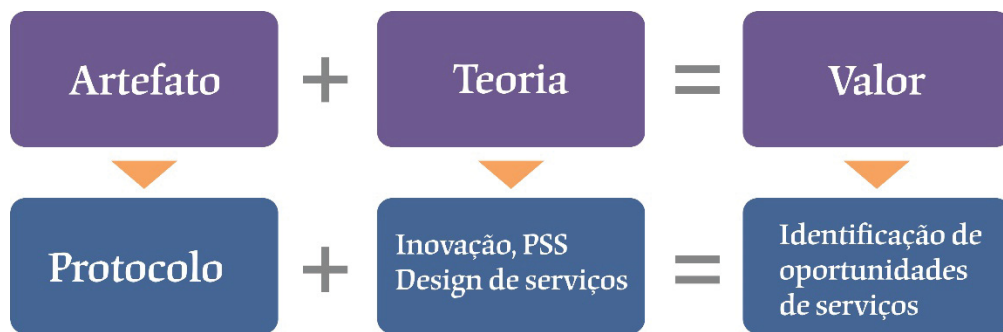 Artefato + Teoria = Valor
Protocolo + Inovação, PSS
Design de serviços = Identificação de
oportunidades
de serviços